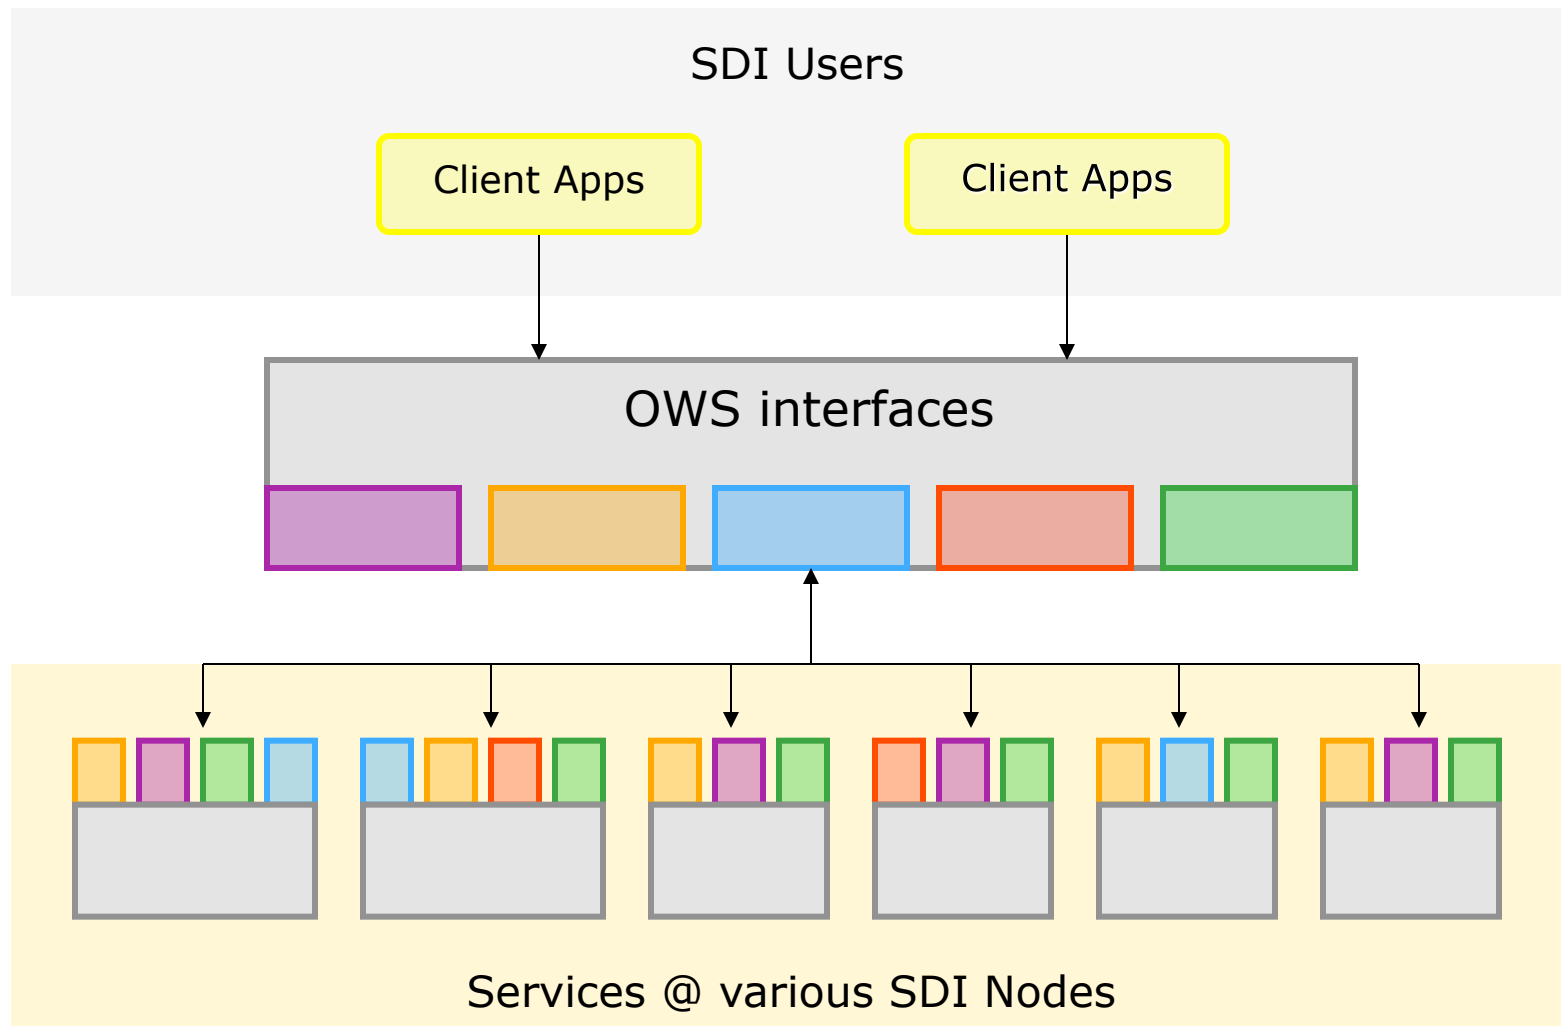 SDI Users
Client Apps
Client Apps
OWS interfaces
Services @ various SDI Nodes